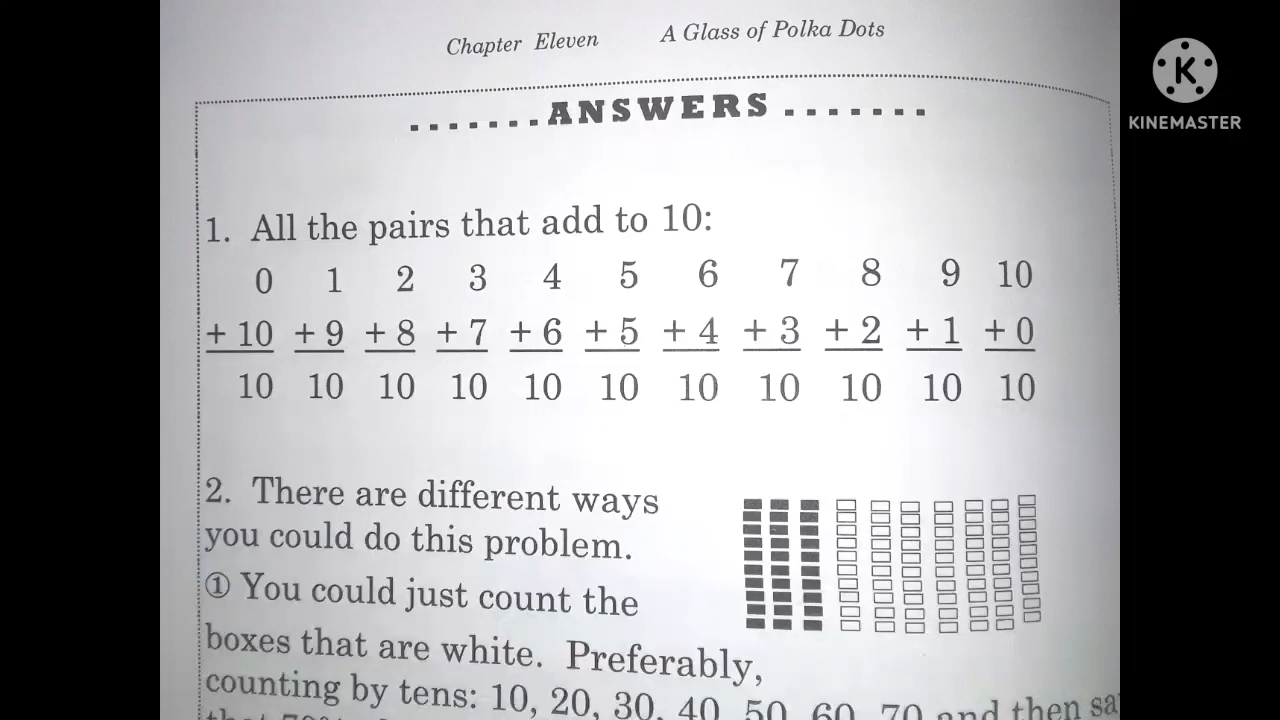 Chapter Eleven A Glass of Polka Dots
KINEMASTER
.......ANSWERS.......
1. All the pairs that add to 10:
0 1 2 3 4 5 6 7 8 9 10
+ 10 + 9 + 8 + 7 + 6 + 5 + 4 + 3 + 2 + 1 + 0
10 10 10 10 10 10 10 10 10 10 10
2. There are different ways
you could do this problem.
① You could just count the
boxes that are white. Preferably,
counting by tens: 10, 20, 30, 40, 50, 60, 70 and then